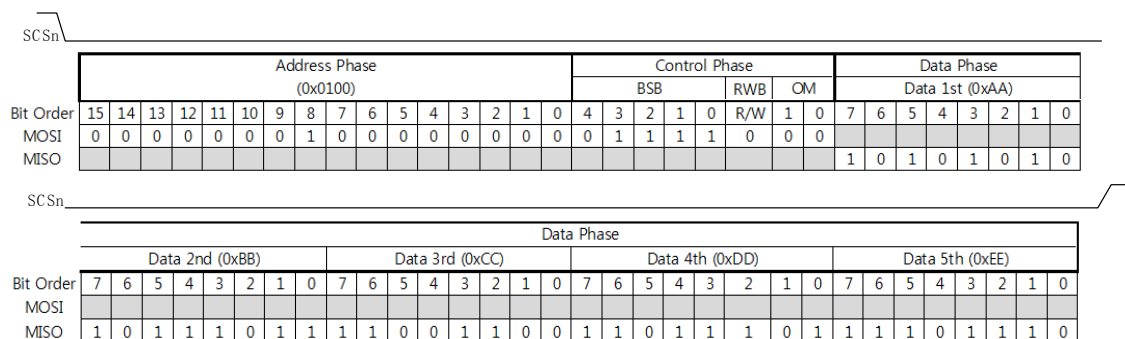 SCSn
Address Phase Control Phase Data Phase
(0x0100) BSB RWB OM Data 1st (0xAA)
Bit Order 15 14 13 12 11 10 9 8 7 6 5 4 3 2 1 0 4 3 2 1 0 R/W 1 0 7 6 5 4 3 2 1 0
MOSI 0 0 0 0 0 0 0 1 0 0 0 0 0 0 0 0 0 1 1 1 1 0 0 0
MISO 1 0 1 0 1 0 1 0
SCSn
Data Phase
Data 2nd (0xBB) Data 3rd (0xCC) Data 4th (0xDD) Data 5th (0xEE)
Bit Order 7 6 5 4 3 2 1 0 7 6 5 4 3 2 1 0 7 6 5 4 3 2 1 0 7 6 5 4 3 2 1 0
MOSI
MISO 1 0 1 1 1 0 1 1 1 1 0 0 1 1 0 0 1 1 0 1 1 1 0 1 1 1 1 0 1 1 1 0